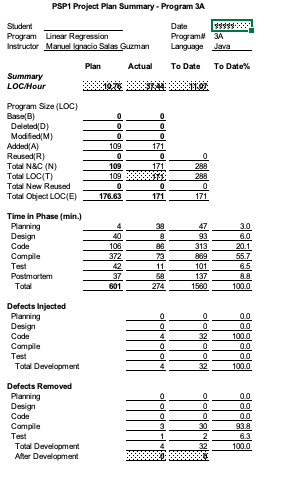 PSP1 Project Plan Summary - Program 3A
Student Date #####
Program Linear Regression Program# 3A
Instructor Manuel Ignacio Salas Guzman Language Java
Plan Actual To Date To Date%
Summary
LOC/Hour 10.76 37.44 11.07
Program Size (LOC)
Base(B) 0 0
Deleted(D) 0 0
Modified(M) 0 0
Added(A) 109 171
Reused(R) 0 0 0
Total N&C (N) 109 171 288
Total LOC(T) 109 171 288
Total New Reused 0 0 0
Total Object LOC(E) 176.63 171 171
Time in Phase (min.)
Planning 4 38 47 3.0
Design 40 8 93 6.0
Code 106 86 313 20.1
Compile 372 73 869 55.7
Test 42 11 101 6.5
Postmortem 37 58 137 8.8
Total 601 274 1560 100.0
Defects Injected
Planning 0 0 0.0
Design 0 0 0.0
Code 4 32 100.0
Compile 0 0 0.0
Test 0 0 0.0
Total Development 4 32 100.0
Defects Removed
Planning 0 0 0.0
Design 0 0 0.0
Code 0 0 0.0
Compile 3 30 93.8
Test 1 2 6.3
Total Development 4 32 100.0
After Development 0 0